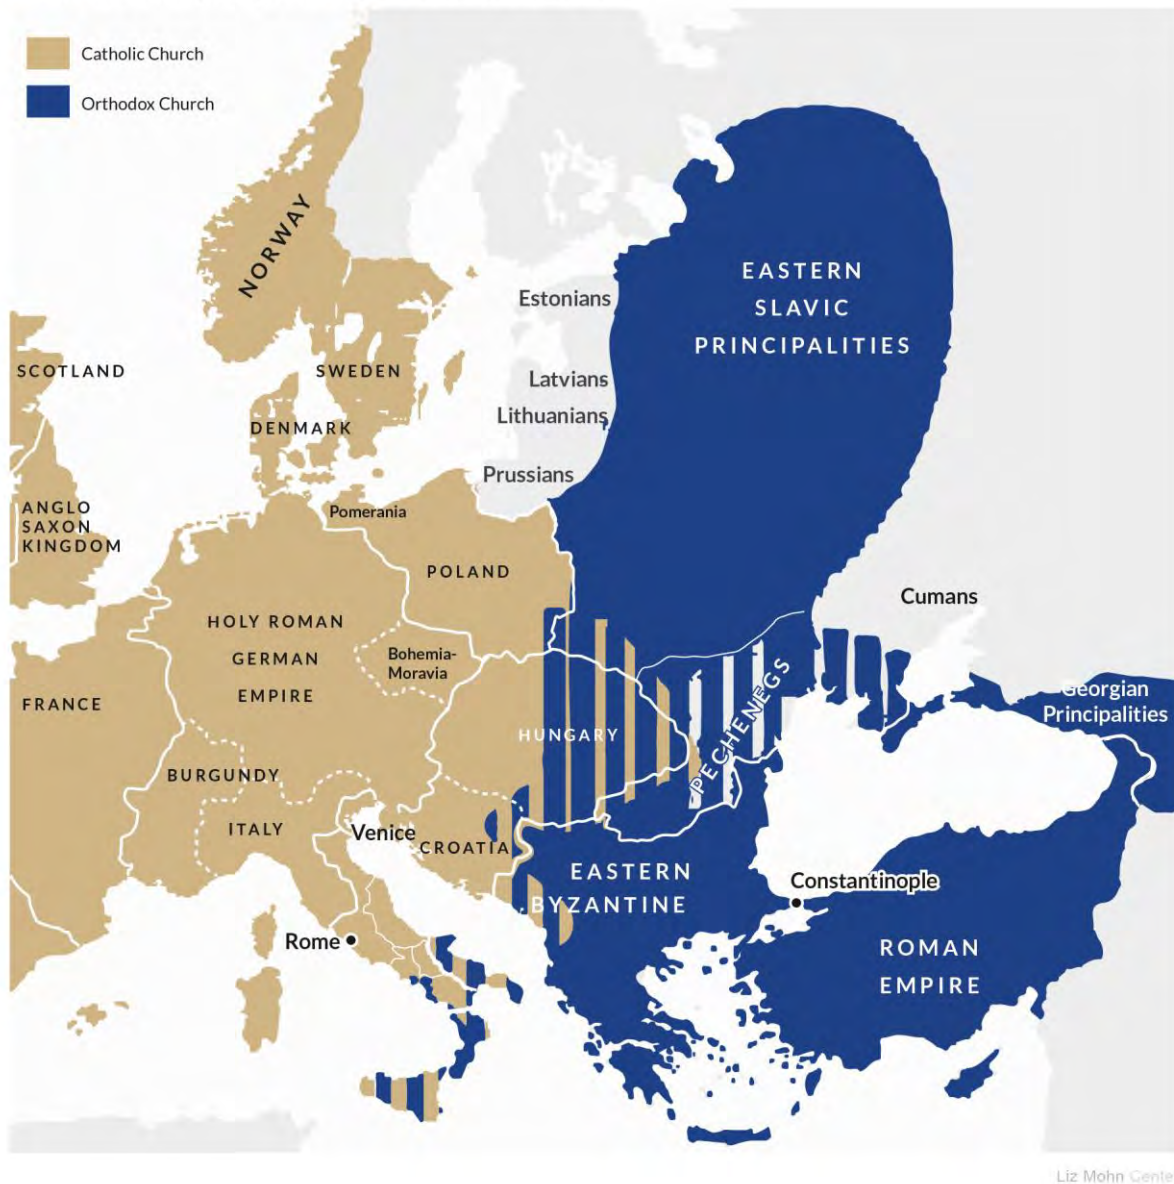 Catholic Church
Orthodox Church
NORWAY
EASTERN
SLAVIC
PRINCIPALITIES
Estonians
SCOTLAND
SWEDEN
Latvians
Lithuanians
DENMARK
Prussians
ANGLO
SAXON
KINGDOM
Pomerania
POLAND
Cumans
HOLY ROMAN
GERMAN
EMPIRE
Bohemia-
Moravia
FRANCE
HUNGARY
PECHENEGS
Georgian
Principalities
BURGUNDY
ITALY
Venice
CROATIA
EASTERN
BYZANTINE
Constantinople
Rome
ROMAN
EMPIRE
Liz Mohn Cente